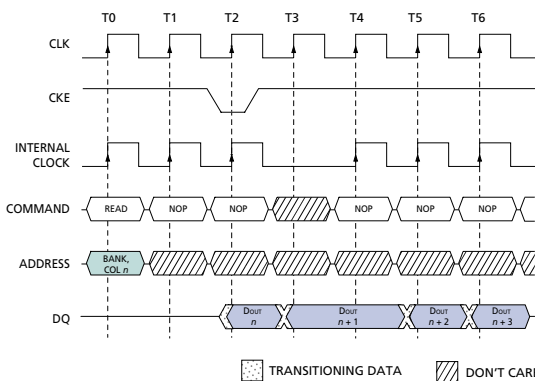 T0 T1 T2 T3 T4 T5 T6
CLK
CKE
INTERNAL
CLOCK
COMMAND READ NOP NOP NOP NOP NOP
ADDRESS BANK,
COL n
DQ DOUT DOUT DOUT DOUT
n n + 1 n + 2 n + 3
TRANSITIONING DATA DON'T CARE